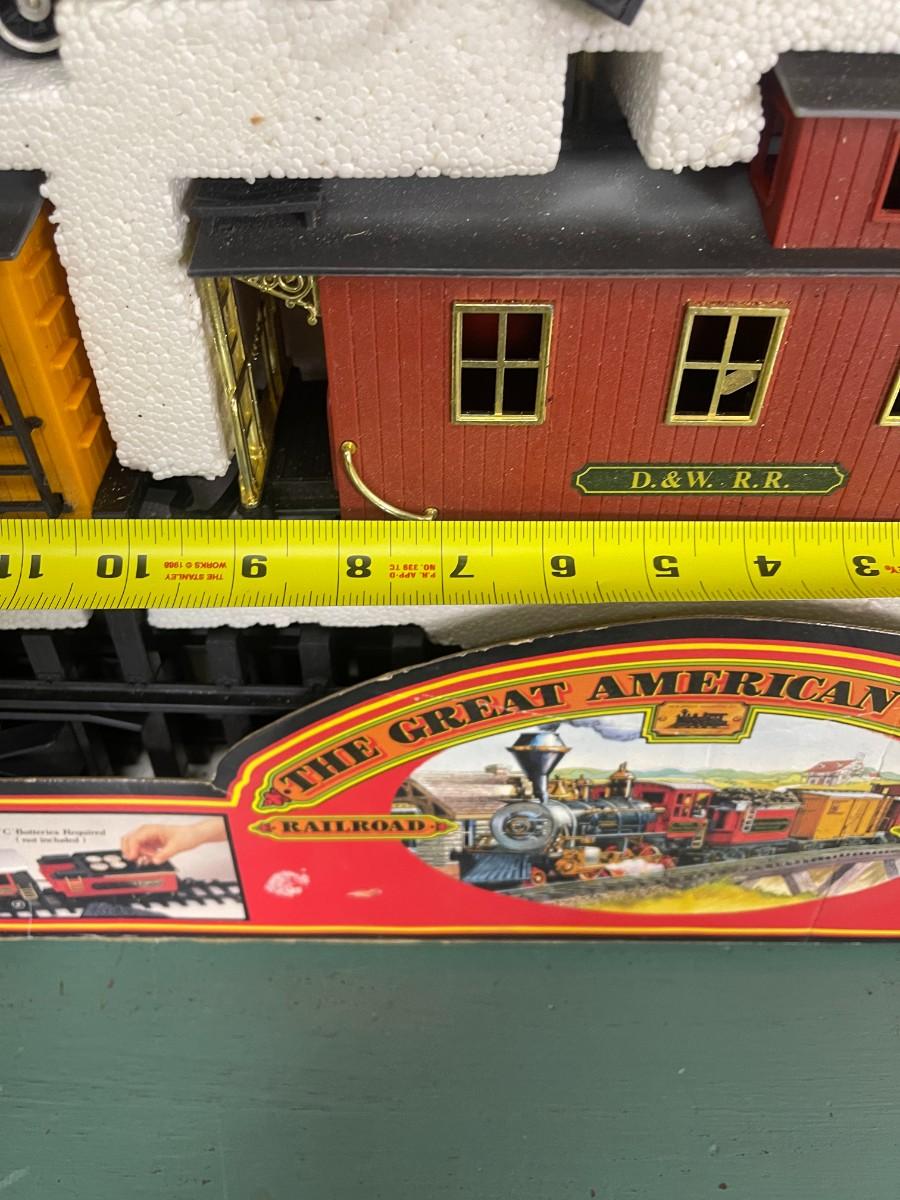 D.&W. R.R.
11 10 9 8 7 6 5 4 3
THE STANLEY
WORKS © 1988
P.R. APP·D
NO. 339 TC
THE GREAT AMERICAN
RAILROAD
"C" Batteries Required
( not included )